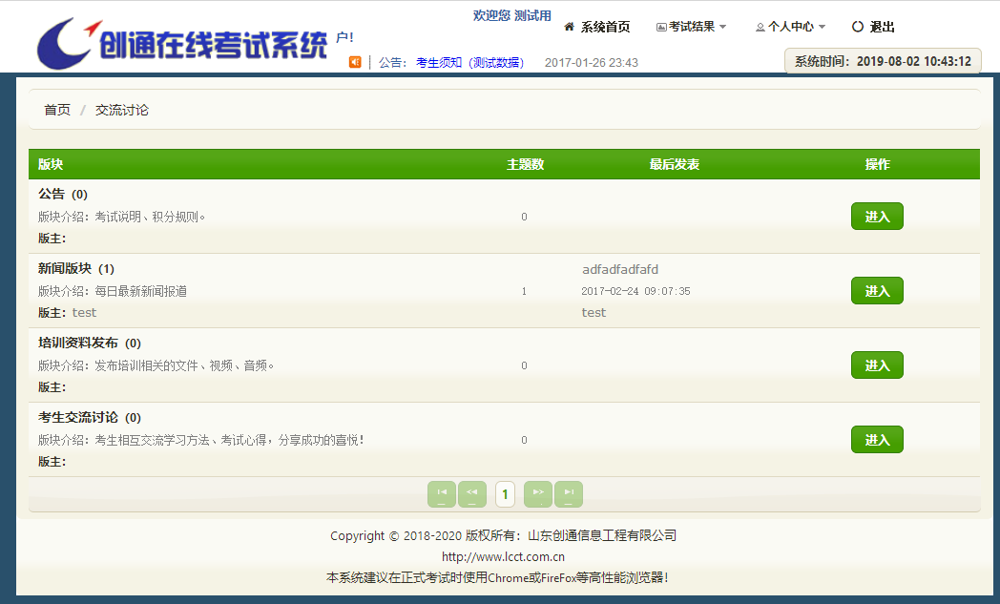 创通在线考试系统
欢迎您 测试用户!
系统首页
考试结果
个人中心
退出
公告: 考生须知（测试数据） 2017-01-26 23:43
系统时间：2019-08-02 10:43:12
首页 / 交流讨论
版块 主题数 最后发表 操作
公告 (0)
版块介绍：考试说明、积分规则。 0 进入
版主：
新闻版块 (1) adfadfadfafd
版块介绍：每日最新新闻报道 1 2017-02-24 09:07:35 进入
版主：test test
培训资料发布 (0)
版块介绍：发布培训相关的文件、视频、音频。 0 进入
版主：
考生交流讨论 (0)
版块介绍：考生相互交流学习方法、考试心得，分享成功的喜悦！ 0 进入
版主：
|◄ << 1 >> ►|
Copyright © 2018-2020 版权所有：山东创通信息工程有限公司
http://www.lcct.com.cn
本系统建议在正式考试时使用Chrome或FireFox等高性能浏览器！